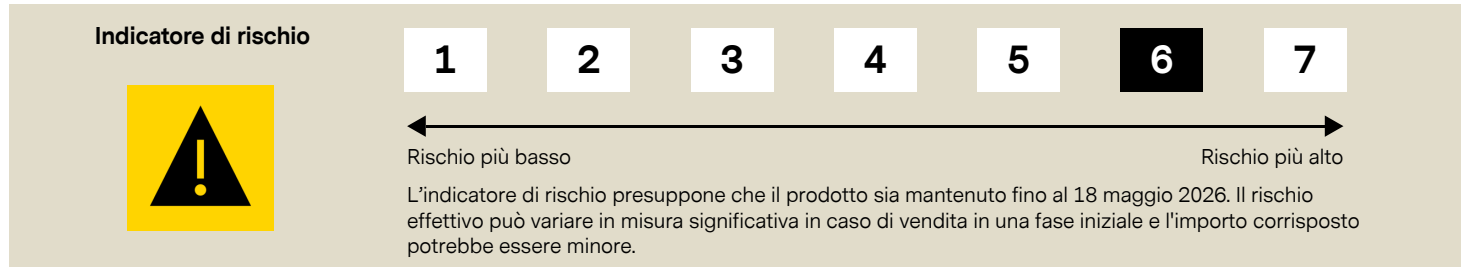 Indicatore di rischio
1 2 3 4 5 6 7
Rischio più basso
Rischio più alto
L’indicatore di rischio presuppone che il prodotto sia mantenuto fino al 18 maggio 2026. Il rischio
effettivo può variare in misura significativa in caso di vendita in una fase iniziale e l'importo corrisposto
potrebbe essere minore.